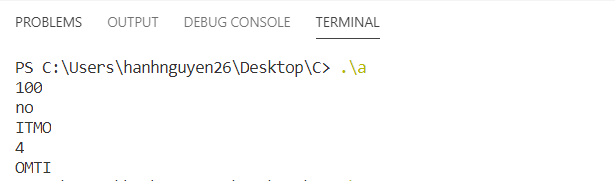 PROBLEMS OUTPUT DEBUG CONSOLE TERMINAL
PS C:\Users\hanhnguyen26\Desktop\C> .\a
100
no
ITMO
4
OMTI